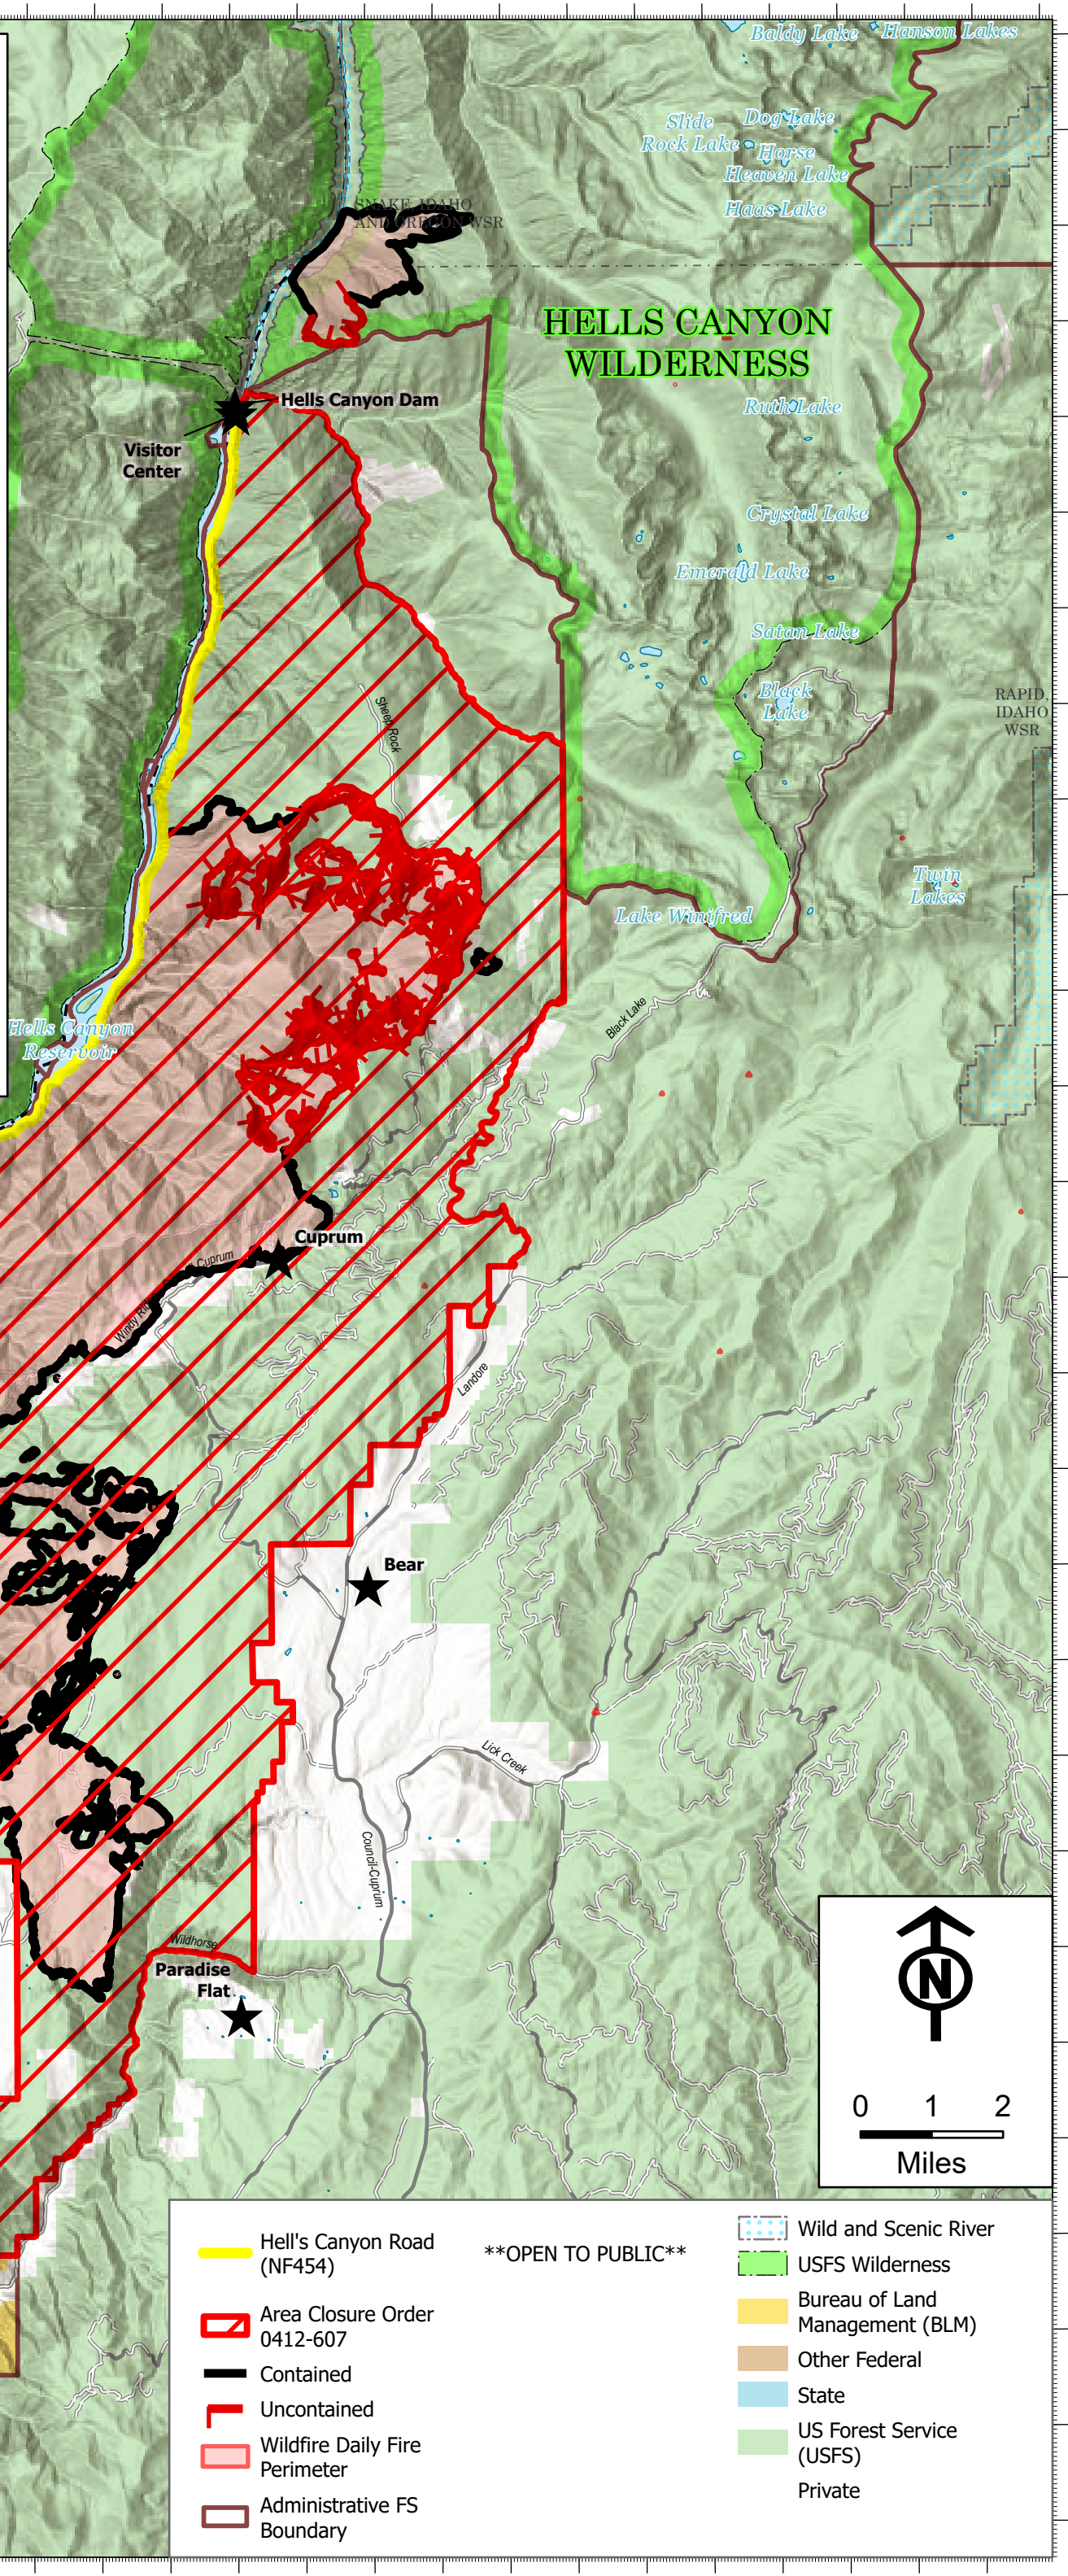 Baldy Lake
Hanson Lakes
Slide
Rock Lake
Dog Lake
Horse
Heaven Lake
Haas Lake
SNAKE, IDAHO
AND OREGON WSR
HELLS CANYON
WILDERNESS
Hells Canyon Dam
Visitor
Center
Ruth Lake
Crystal Lake
Emerald Lake
Satan Lake
Black
Lake
RAPID,
IDAHO
WSR
Sheep Rock
Twin
Lakes
Lake Winifred
Black Lake
Hells Canyon
Reservoir
Cuprum
Cuprum
Landore
Bear
Lick Creek
Council-Cuprum
Wildhorse
Paradise
Flat
N
0 1 2
Miles
Hell's Canyon Road
(NF454)
**OPEN TO PUBLIC**
Area Closure Order
0412-607
Contained
Uncontained
Wildfire Daily Fire
Perimeter
Administrative FS
Boundary
Wild and Scenic River
USFS Wilderness
Bureau of Land
Management (BLM)
Other Federal
State
US Forest Service
(USFS)
Private